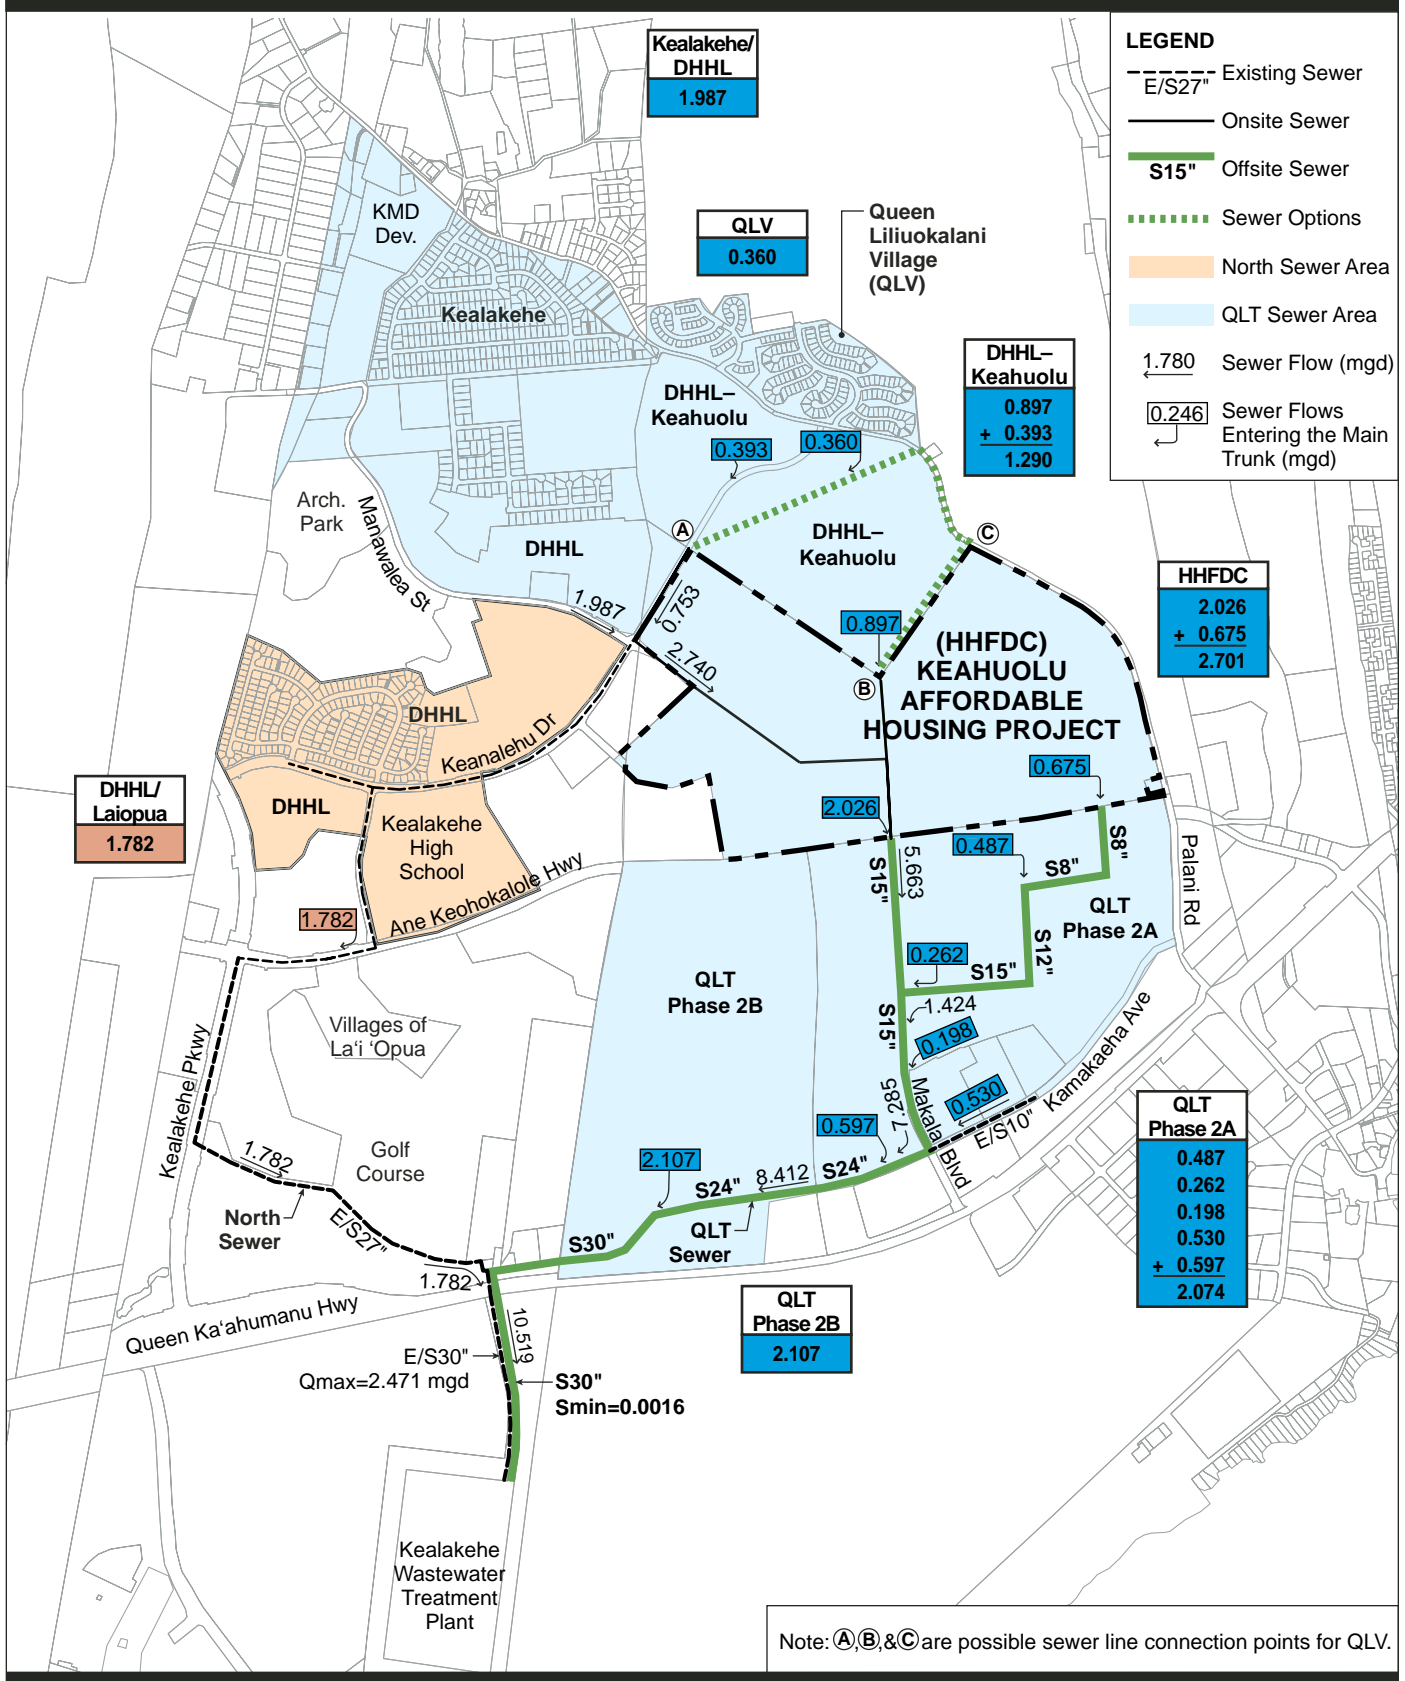 Kealakehe/
DHHL
1.987
LEGEND
Existing Sewer
E/S27"
Onsite Sewer
S15"
Offsite Sewer
Sewer Options
North Sewer Area
QLT Sewer Area
1.780
Sewer Flow (mgd)
0.246
Sewer Flows
Entering the Main
Trunk (mgd)
KMD
Dev.
QLV
0.360
Queen
Liliuokalani
Village
(QLV)
Kealakehe
DHHL–
Keahuolu
0.897
+ 0.393
1.290
DHHL–
Keahuolu
0.393
0.360
Arch.
Park
Manawalea St
DHHL
A
DHHL–
Keahuolu
C
HHFDC
2.026
+ 0.675
2.701
1.987
0.753
2.740
0.897
B
(HHFDC)
KEAHUOLU
AFFORDABLE
HOUSING PROJECT
DHHL
Keanalehu Dr
0.675
DHHL/
Laiopua
1.782
DHHL
Kealakehe
High
School
2.026
0.487
S8"
S8"
Palani Rd
S15"
5.663
Ane Keohokalole Hwy
1.782
QLT
Phase 2A
S12"
0.262
S15"
QLT
Phase 2B
1.424
S15"
0.198
Villages of
La‘i ‘Opua
Kealakehe Pkwy
Kamakaeha Ave
0.530
E/S10"
Makala
Blvd
7.285
0.597
QLT
Phase 2A
0.487
0.262
0.198
0.530
+ 0.597
2.074
Golf
Course
1.782
2.107
S24"
8.412
S24"
North
Sewer
E/S27"
QLT
Sewer
S30"
1.782
Queen Ka‘ahumanu Hwy
10.519
QLT
Phase 2B
2.107
E/S30"
Qmax=2.471 mgd
S30"
Smin=0.0016
Kealakehe
Wastewater
Treatment
Plant
Note: A,B,&C are possible sewer line connection points for QLV.